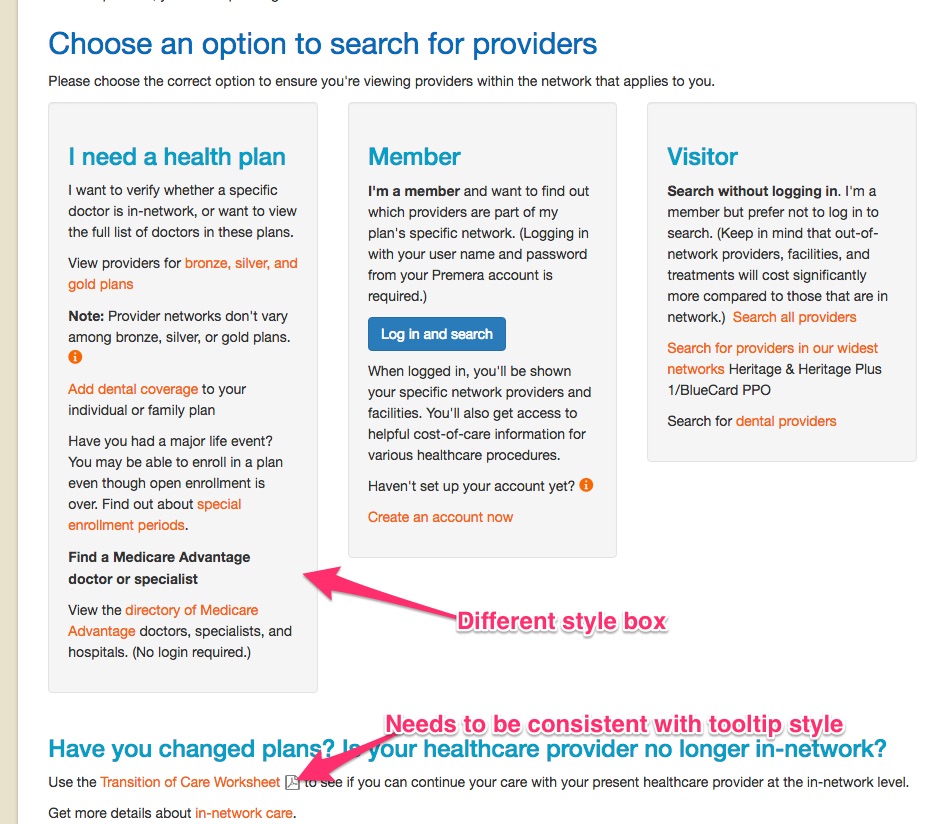 Choose an option to search for providers
Please choose the correct option to ensure you're viewing providers within the network that applies to you.
I need a health plan
I want to verify whether a specific
doctor is in-network, or want to view
the full list of doctors in these plans.
View providers for bronze, silver, and
gold plans
Note: Provider networks don't vary
among bronze, silver, or gold plans.
Add dental coverage to your
individual or family plan
Have you had a major life event?
You may be able to enroll in a plan
even though open enrollment is
over. Find out about special
enrollment periods.
Find a Medicare Advantage
doctor or specialist
View the directory of Medicare
Advantage doctors, specialists, and
hospitals. (No login required.)
Member
I'm a member and want to find out
which providers are part of my
plan's specific network. (Logging in
with your user name and password
from your Premera account is
required.)
Log in and search
When logged in, you'll be shown
your specific network providers and
facilities. You'll also get access to
helpful cost-of-care information for
various healthcare procedures.
Haven't set up your account yet?
Create an account now
Visitor
Search without logging in. I'm a
member but prefer not to log in to
search. (Keep in mind that out-of-
network providers, facilities, and
treatments will cost significantly
more compared to those that are in
network.) Search all providers
Search for providers in our widest
networks Heritage & Heritage Plus
1/BlueCard PPO
Search for dental providers
Different style box
Needs to be consistent with tooltip style
Have you changed plans? Is your healthcare provider no longer in-network?
Use the Transition of Care Worksheet to see if you can continue your care with your present healthcare provider at the in-network level.
Get more details about in-network care.